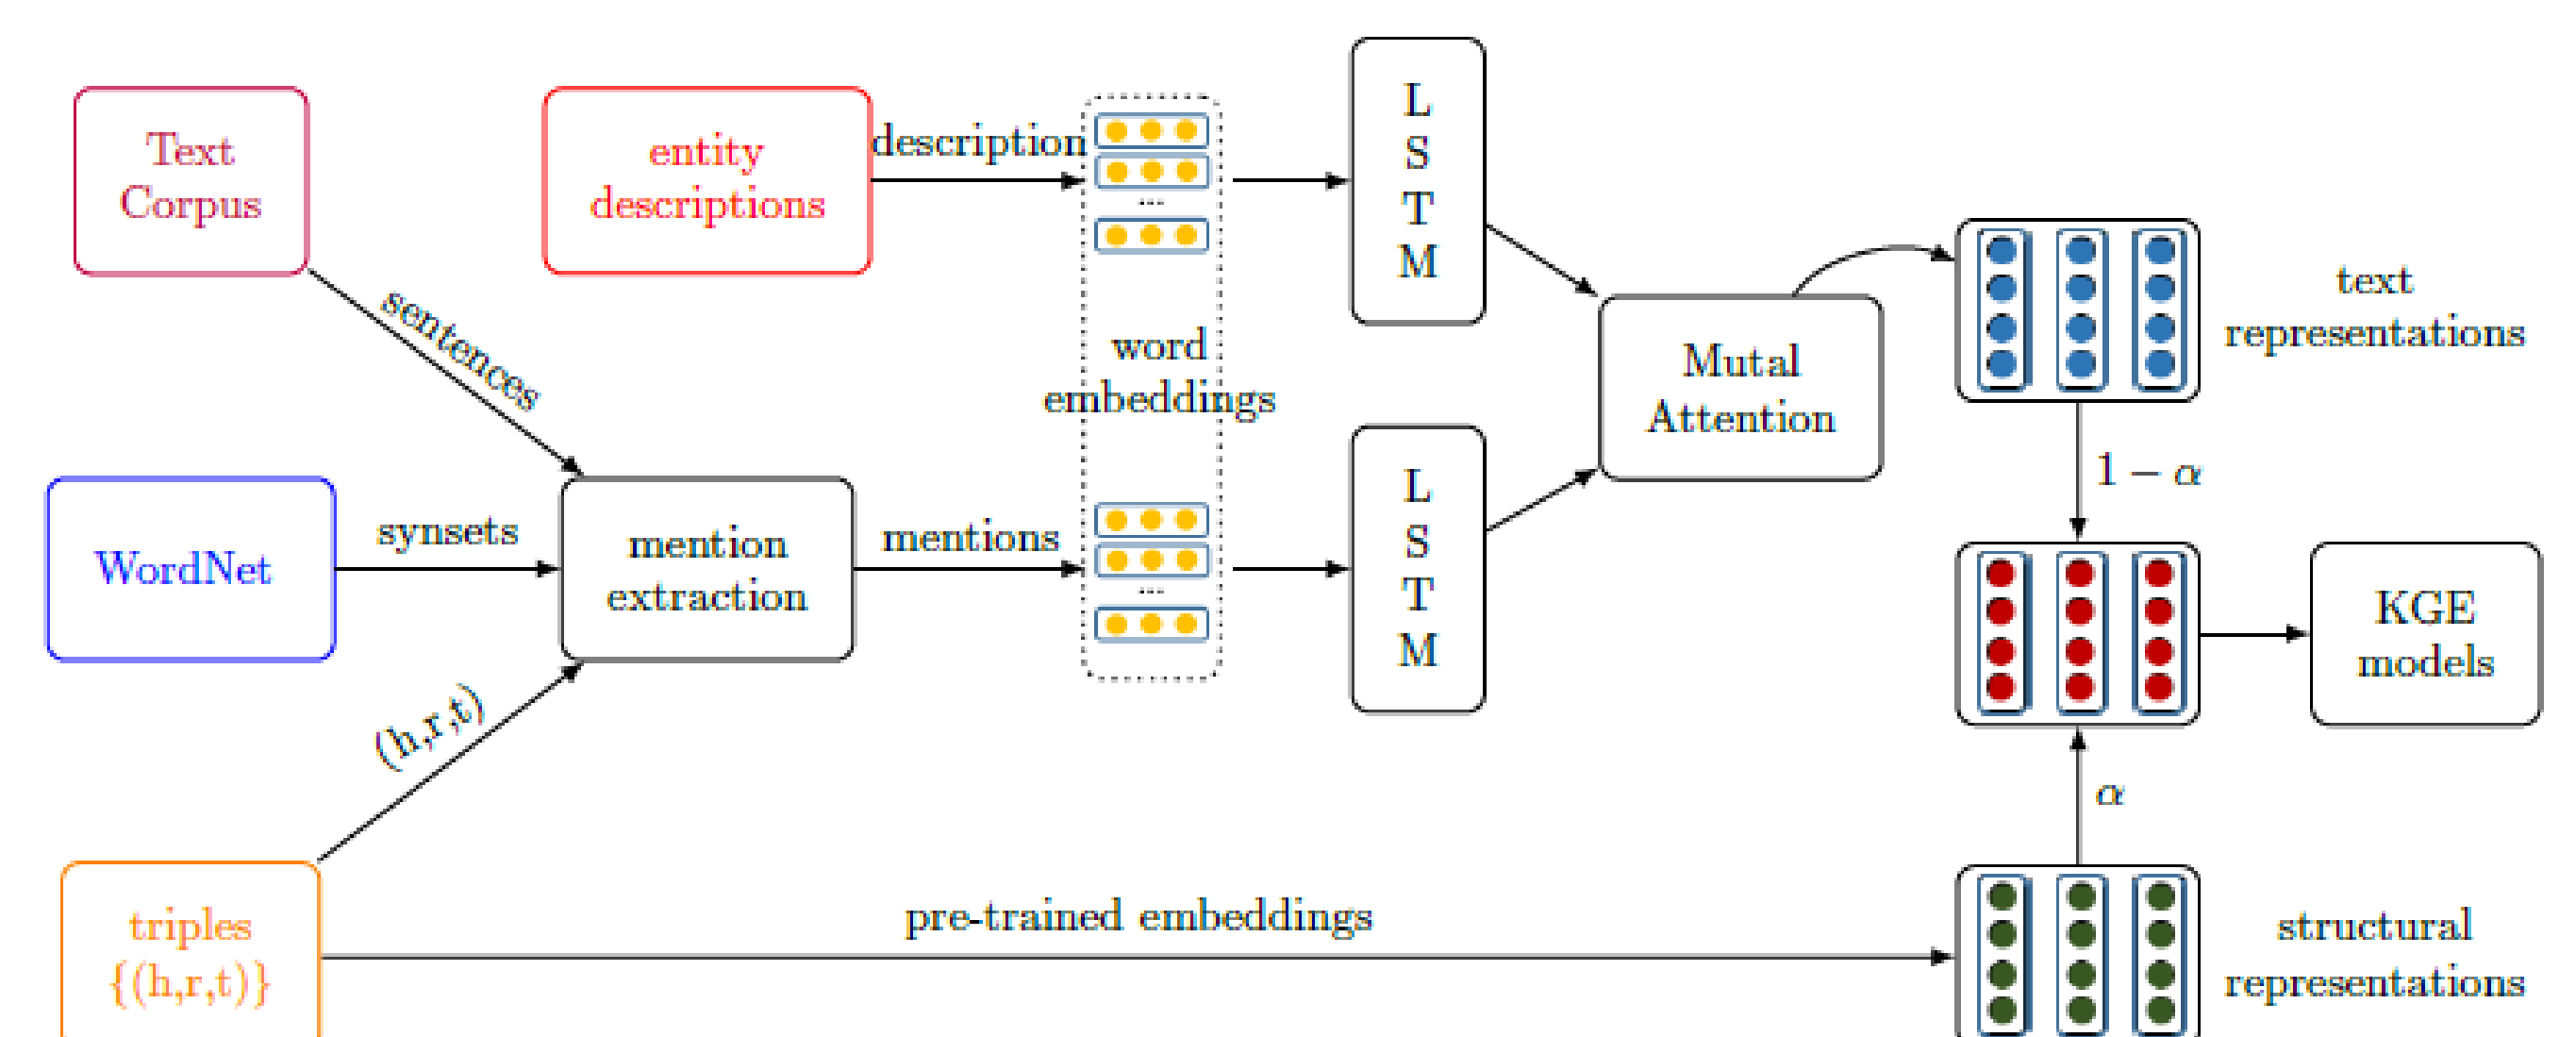 Text
Corpus
entity
descriptions
description
sentences
word
embeddings
L
S
T
M
Mutal
Attention
text
representations
1 − α
WordNet
synsets
mention
extraction
mentions
...
...
L
S
T
M
KGE
models
(h,r,t)
α
triples
{(h,r,t)}
pre-trained embeddings
structural
representations